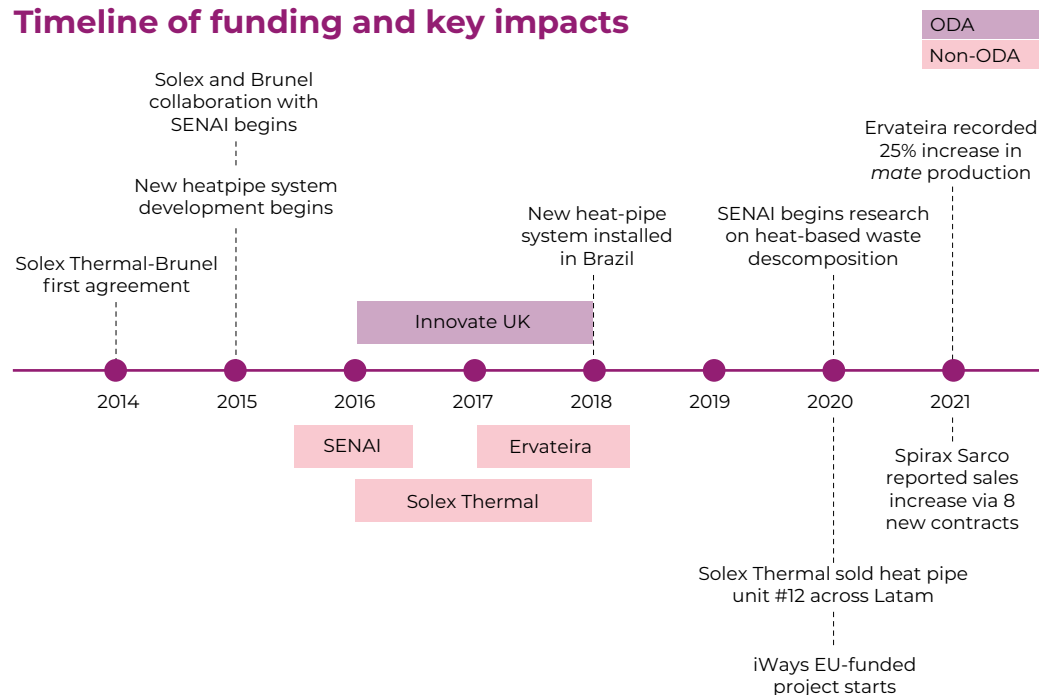 Timeline of funding and key impacts
ODA
Non-ODA
Solex and Brunel
collaboration with
SENAI begins
New heatpipe system
development begins
Solex Thermal-Brunel
first agreement
New heat-pipe
system installed
in Brazil
SENAI begins research
on heat-based waste
descomposition
Ervateira recorded
25% increase in
mate production
Innovate UK
2014
2015
2016
2017
2018
2019
2020
2021
SENAI
Ervateira
Solex Thermal
Spirax Sarco
reported sales
increase via 8
new contracts
Solex Thermal sold heat pipe
unit #12 across Latam
iWays EU-funded
project starts